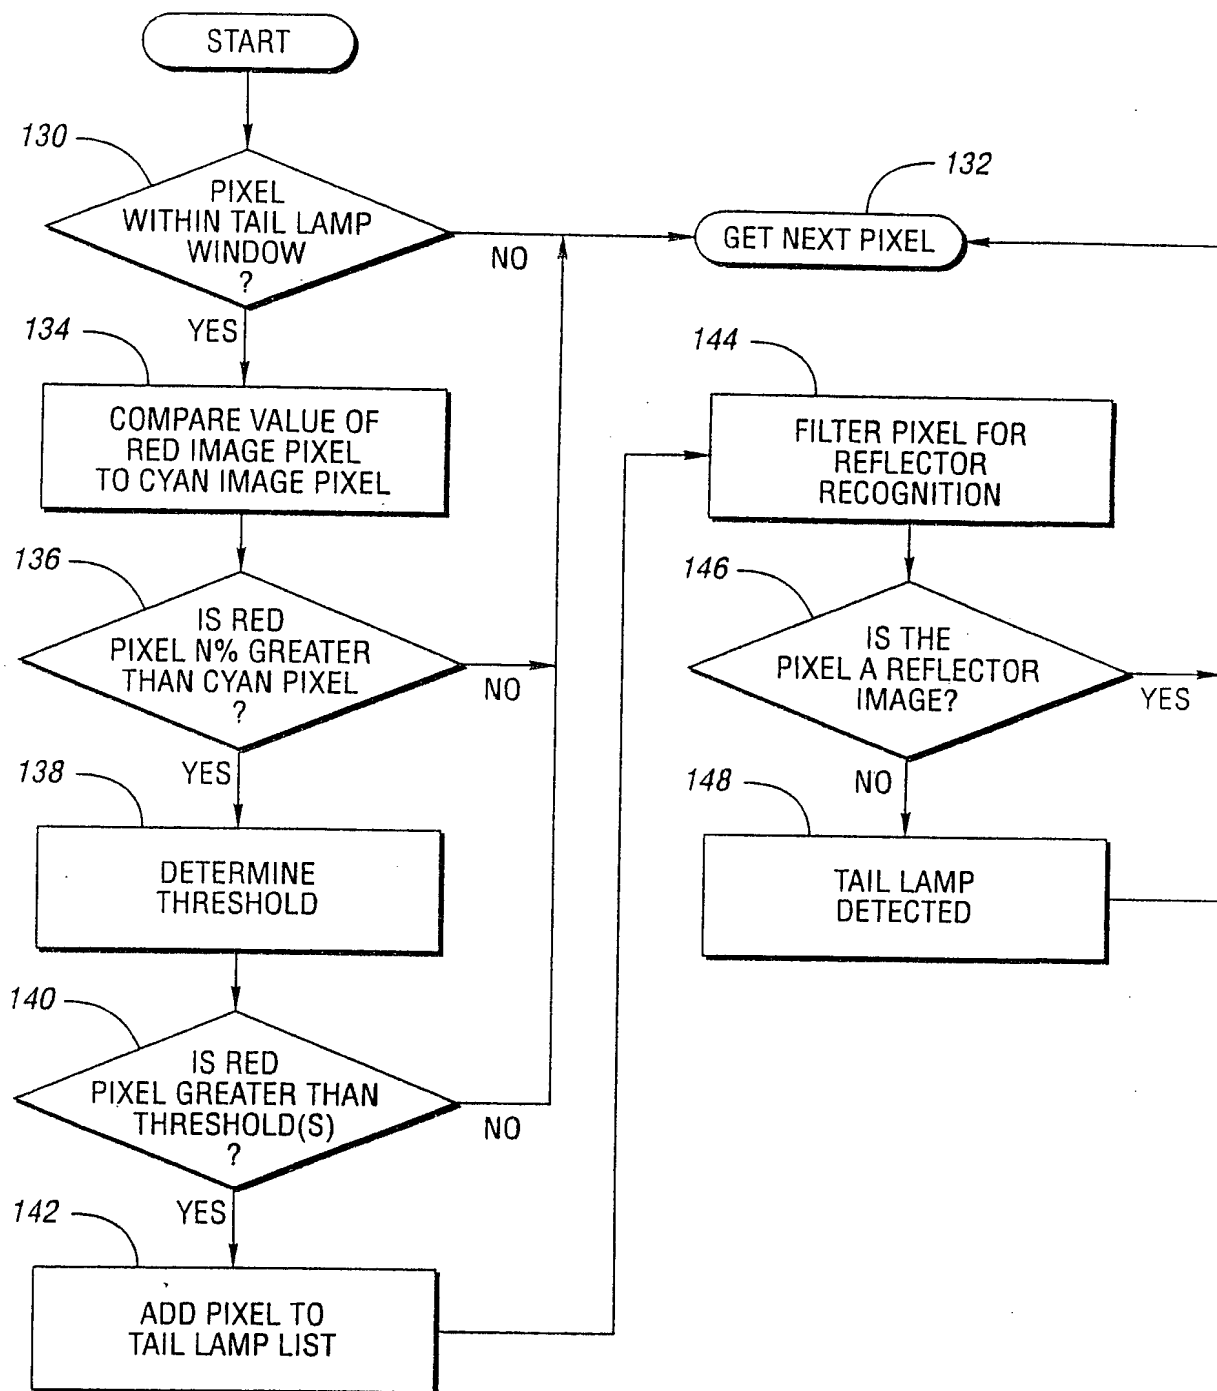 START
130
PIXEL
WITHIN TAIL LAMP
WINDOW
?
NO
YES
132
GET NEXT PIXEL
134
COMPARE VALUE OF
RED IMAGE PIXEL
TO CYAN IMAGE PIXEL
136
IS RED
PIXEL N% GREATER
THAN CYAN PIXEL
?
NO
YES
138
DETERMINE
THRESHOLD
140
IS RED
PIXEL GREATER THAN
THRESHOLD(S)
?
NO
YES
142
ADD PIXEL TO
TAIL LAMP LIST
144
FILTER PIXEL FOR
REFLECTOR
RECOGNITION
146
IS THE
PIXEL A REFLECTOR
IMAGE?
YES
NO
148
TAIL LAMP
DETECTED